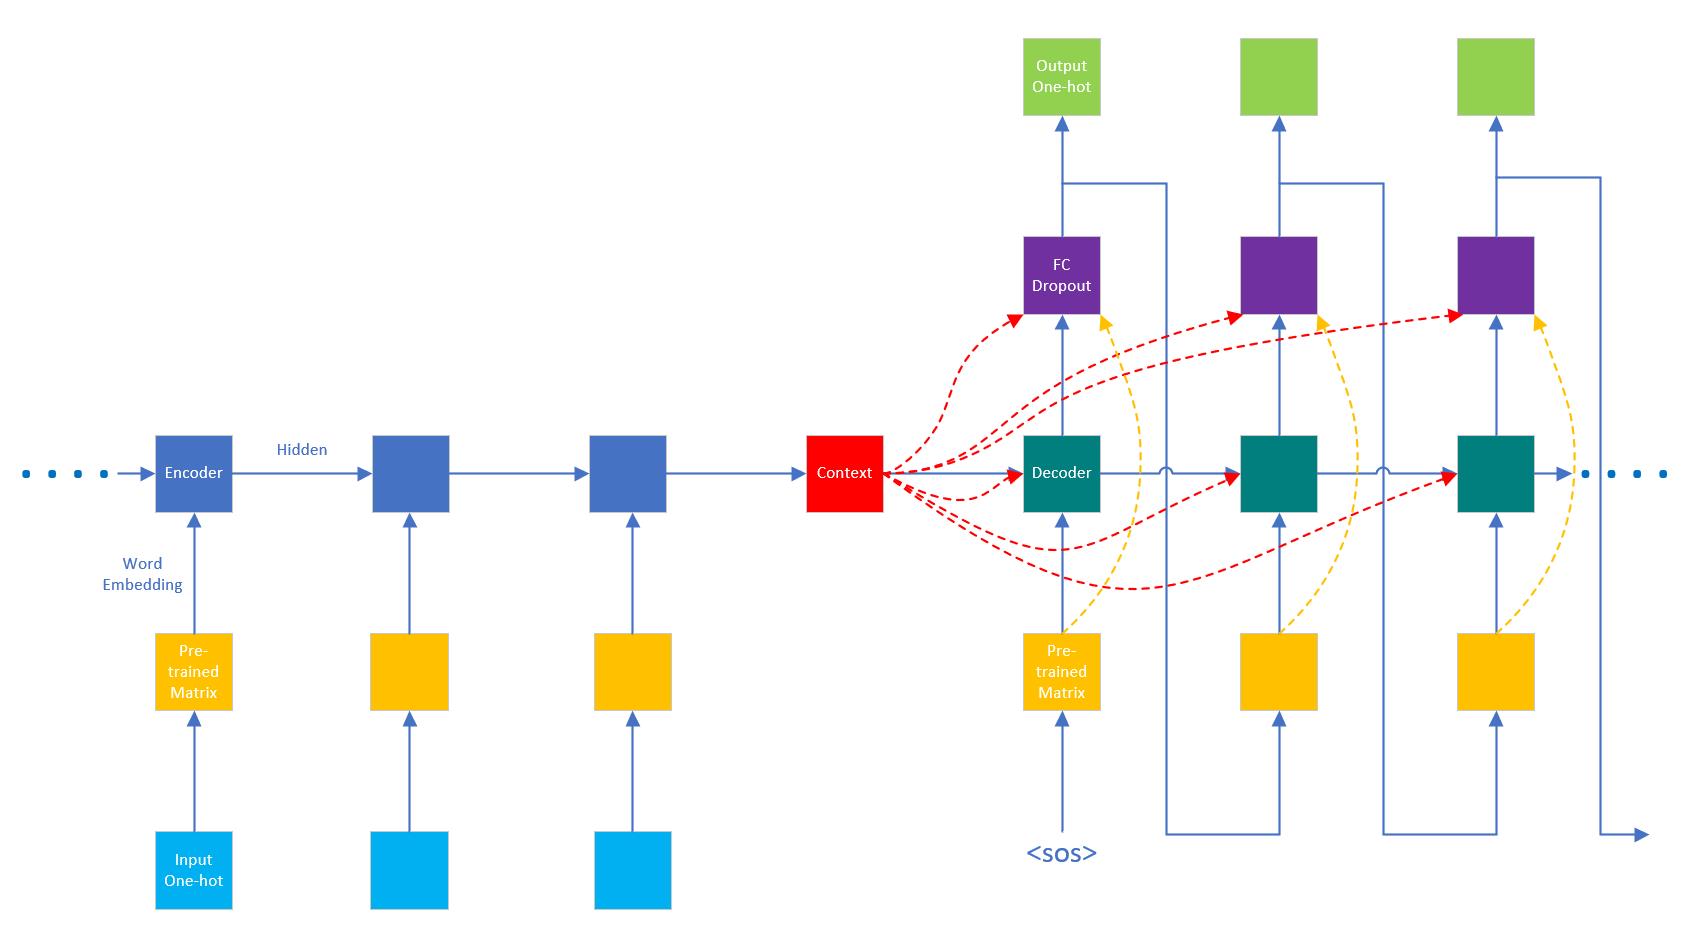 Output
One-hot
FC
Dropout
Encoder
Hidden
Context
Decoder
Word
Embedding
Pre-
trained
Matrix
Pre-
trained
Matrix
Input
One-hot
<sos>